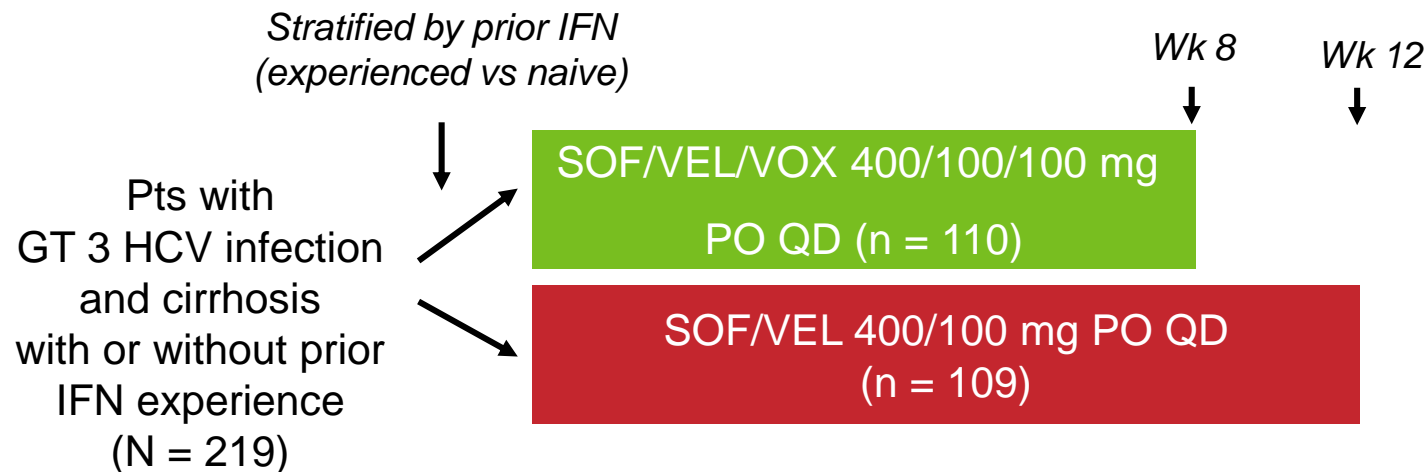 Stratified by prior IFN
(experienced vs naive)
Wk 8
Wk 12
Pts with
GT 3 HCV infection
and cirrhosis
with or without prior
IFN experience
(N = 219)
SOF/VEL/VOX 400/100/100 mg
PO QD (n = 110)
SOF/VEL 400/100 mg PO QD
(n = 109)